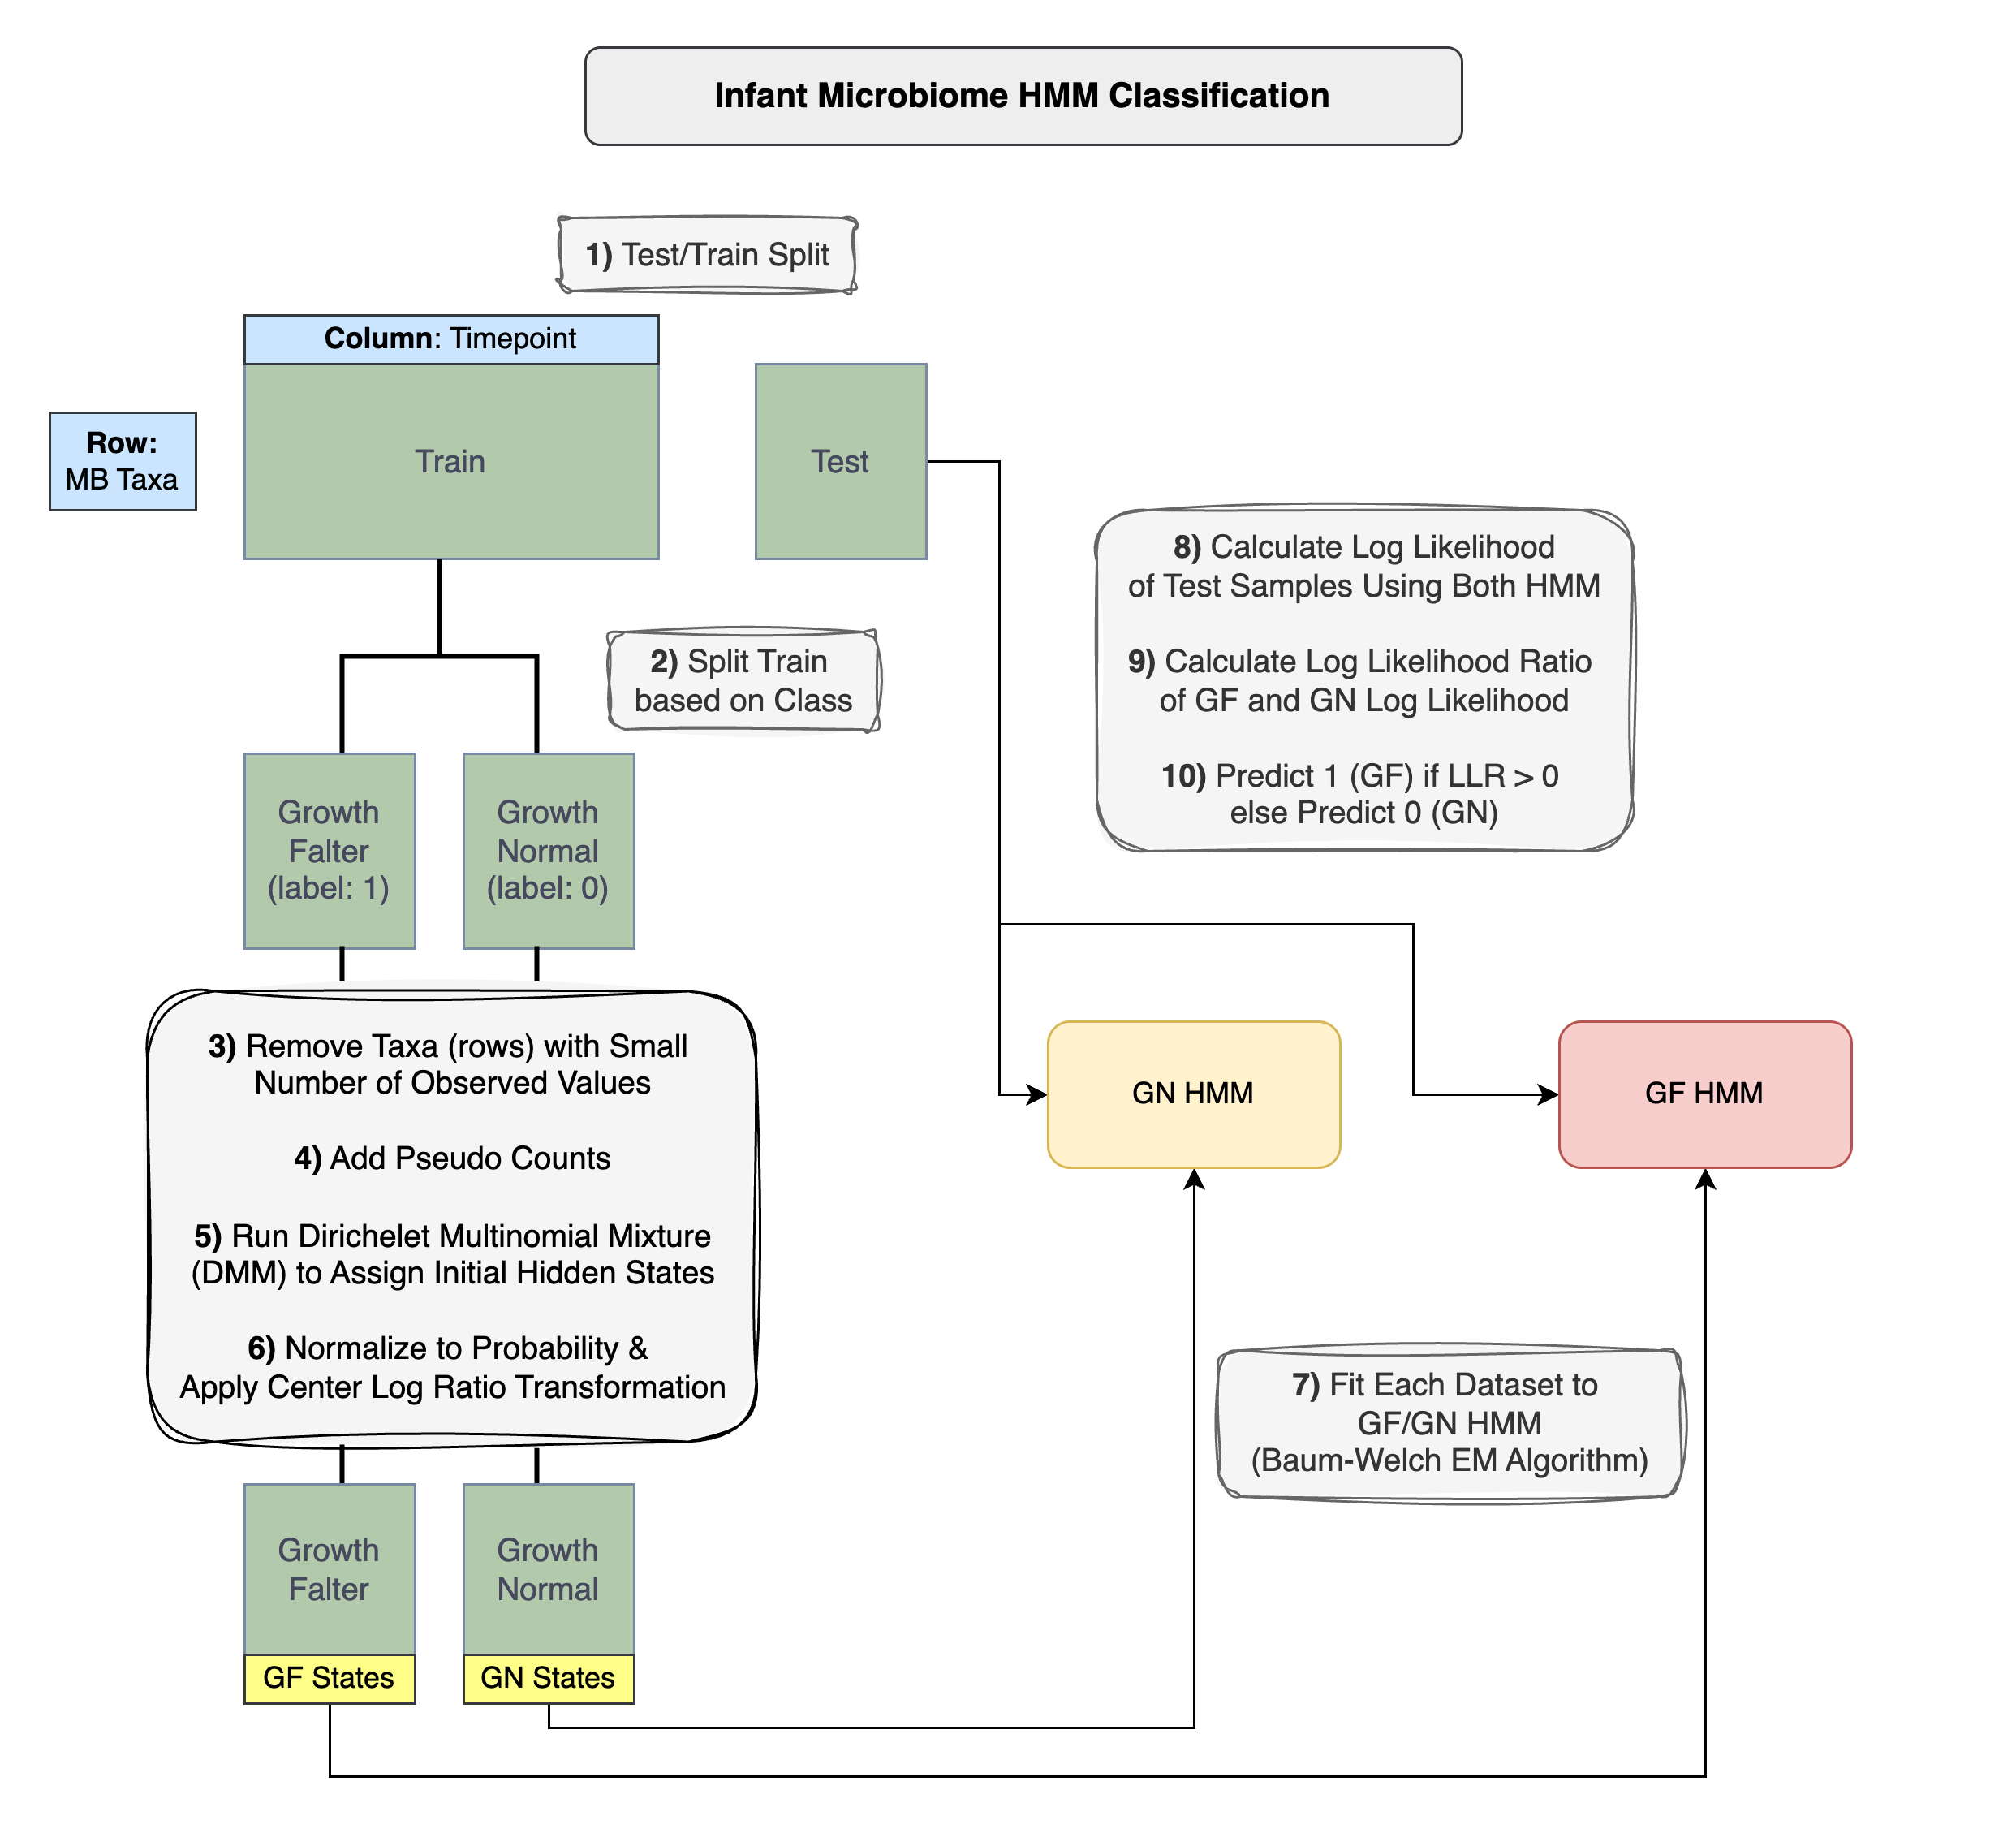 Infant Microbiome HMM Classification
1) Test/Train Split
Column: Timepoint
Row:
MB Taxa
Train
Test
2) Split Train
based on Class
Growth
Falter
(label: 1)
Growth
Normal
(label: 0)
3) Remove Taxa (rows) with Small
Number of Observed Values
4) Add Pseudo Counts
5) Run Dirichelet Multinomial Mixture
(DMM) to Assign Initial Hidden States
6) Normalize to Probability &
Apply Center Log Ratio Transformation
Growth
Falter
GF States
Growth
Normal
GN States
7) Fit Each Dataset to
GF/GN HMM
(Baum-Welch EM Algorithm)
GN HMM
GF HMM
8) Calculate Log Likelihood
of Test Samples Using Both HMM
9) Calculate Log Likelihood Ratio
of GF and GN Log Likelihood
10) Predict 1 (GF) if LLR > 0
else Predict 0 (GN)